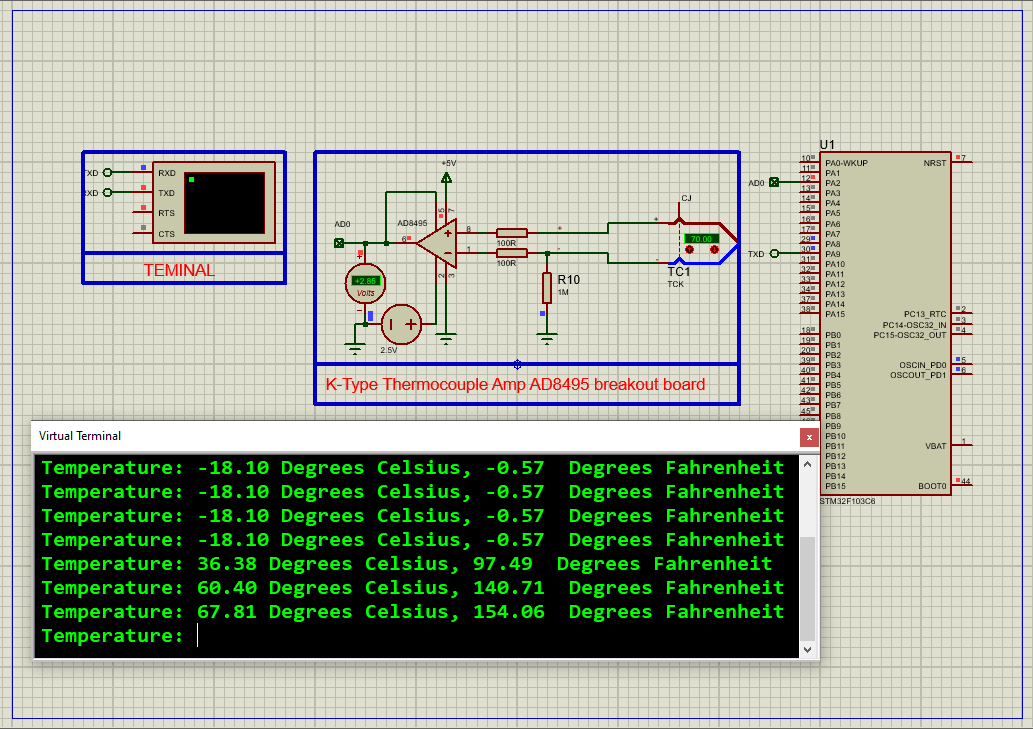 TXD
RXD
TXD
RTS
CTS
TEMINAL
+5V
AD0
AD8495
5
7
6
8
1
2
3
100R
100R
+
-
R10
1M
+2.85
Volts
2.5V
CJ
70.00
TC1
TCK
K-Type Thermocouple Amp AD8495 breakout board
AD0
TXD
U1
10 PA0-WKUP
11 PA1
12 PA2
13 PA3
14 PA4
15 PA5
16 PA6
17 PA7
29 PA8
30 PA9
31 PA10
32 PA11
33 PA12
34 PA13
37 PA14
38 PA15
18 PB0
19 PB1
20 PB2
39 PB3
40 PB4
41 PB5
42 PB6
43 PB7
45 PB8
PB9
PB10
PB11
PB12
PB13
PB14
PB15
NRST 7
PC13_RTC 2
PC14-OSC32_IN 3
PC15-OSC32_OUT 4
OSCIN_PD0 5
OSCOUT_PD1 6
VBAT 1
BOOT0 44
STM32F103C6
Virtual Terminal
x
Temperature: -18.10 Degrees Celsius, -0.57 Degrees Fahrenheit
Temperature: -18.10 Degrees Celsius, -0.57 Degrees Fahrenheit
Temperature: -18.10 Degrees Celsius, -0.57 Degrees Fahrenheit
Temperature: -18.10 Degrees Celsius, -0.57 Degrees Fahrenheit
Temperature: 36.38 Degrees Celsius, 97.49 Degrees Fahrenheit
Temperature: 60.40 Degrees Celsius, 140.71 Degrees Fahrenheit
Temperature: 67.81 Degrees Celsius, 154.06 Degrees Fahrenheit
Temperature: